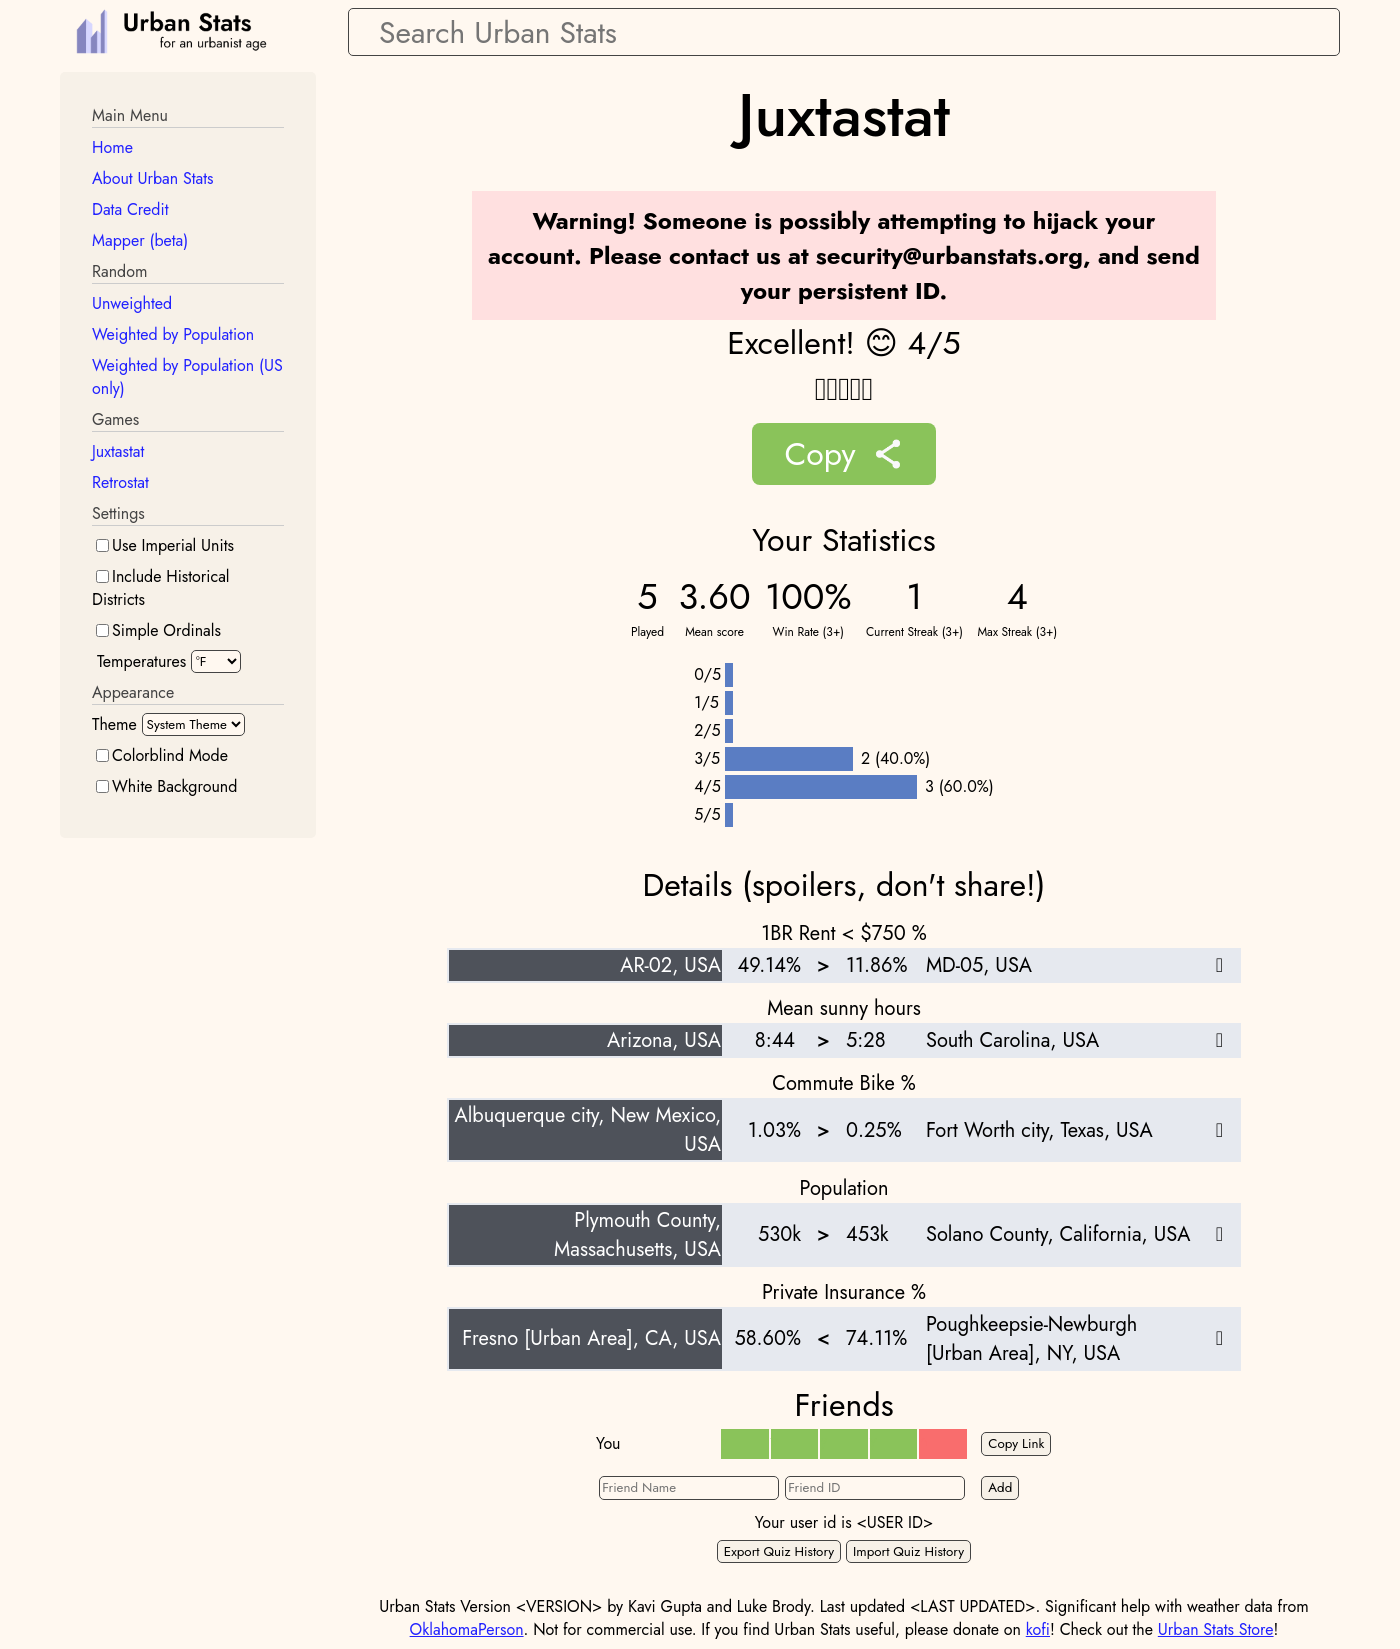 Urban Stats
for an urbanist age
Search Urban Stats
Main Menu
Home
About Urban Stats
Data Credit
Mapper (beta)
Random
Unweighted
Weighted by Population
Weighted by Population (US
only)
Games
Juxtastat
Retrostat
Settings
Use Imperial Units
Include Historical
Districts
Simple Ordinals
Temperatures °F
Appearance
Theme System Theme
Colorblind Mode
White Background
Juxtastat
Warning! Someone is possibly attempting to hijack your
account. Please contact us at security@urbanstats.org, and send
your persistent ID.
Excellent! 😊 4/5
Copy
Your Statistics
5 3.60 100% 1 4
Played Mean score Win Rate (3+) Current Streak (3+) Max Streak (3+)
0/5
1/5
2/5
3/5 2 (40.0%)
4/5 3 (60.0%)
5/5
Details (spoilers, don't share!)
1BR Rent < $750 %
AR-02, USA 49.14% > 11.86% MD-05, USA
Mean sunny hours
Arizona, USA 8:44 > 5:28 South Carolina, USA
Commute Bike %
Albuquerque city, New Mexico,
USA 1.03% > 0.25% Fort Worth city, Texas, USA
Population
Plymouth County,
Massachusetts, USA 530k > 453k Solano County, California, USA
Private Insurance %
Fresno [Urban Area], CA, USA 58.60% < 74.11% Poughkeepsie-Newburgh
[Urban Area], NY, USA
Friends
You Copy Link
Friend Name Friend ID Add
Your user id is <USER ID>
Export Quiz History Import Quiz History
Urban Stats Version <VERSION> by Kavi Gupta and Luke Brody. Last updated <LAST UPDATED>. Significant help with weather data from
OklahomaPerson. Not for commercial use. If you find Urban Stats useful, please donate on kofi! Check out the Urban Stats Store!